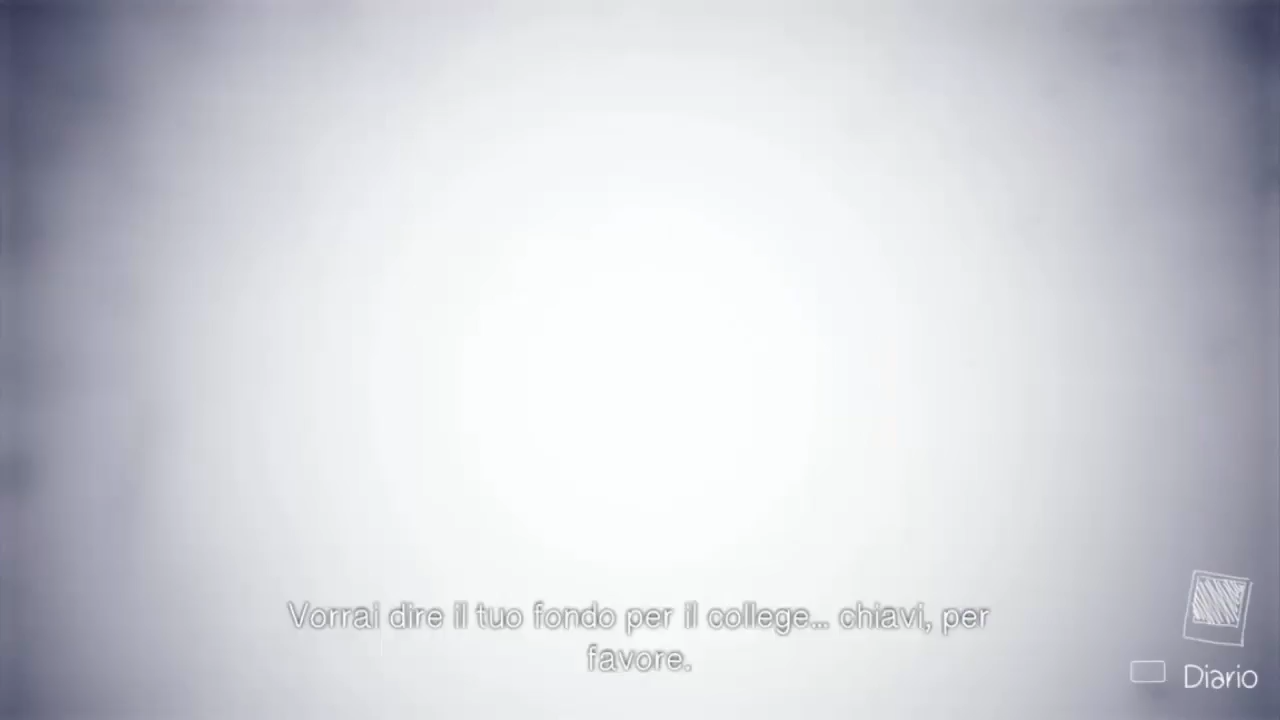 Vorrai dire il tuo fondo per il college... chiavi, per
favore.
Diario